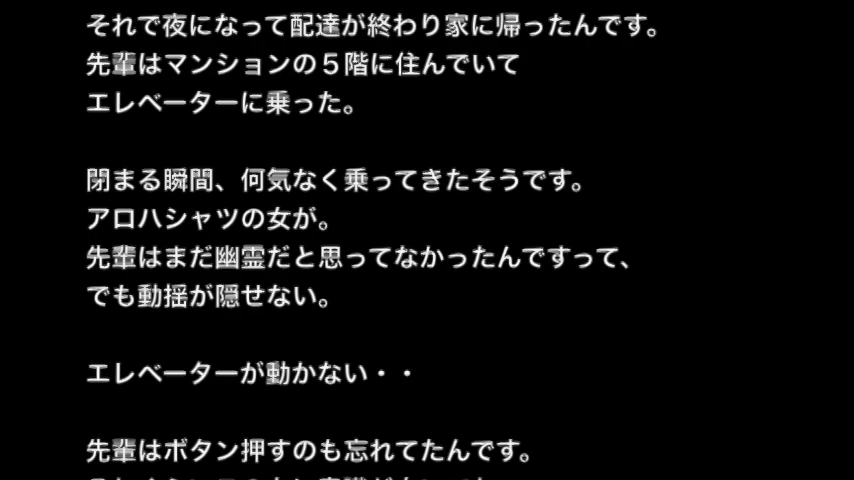 それで夜になって配達が終わり家に帰ったんです。
先輩はマンションの５階に住んでいて
エレベーターに乗った。
閉まる瞬間、何気なく乗ってきたそうです。
アロハシャツの女が。
先輩はまだ幽霊だと思ってなかったんですって、
でも動揺が隠せない。
エレベーターが動かない・・
先輩はボタン押すのも忘れてたんです。